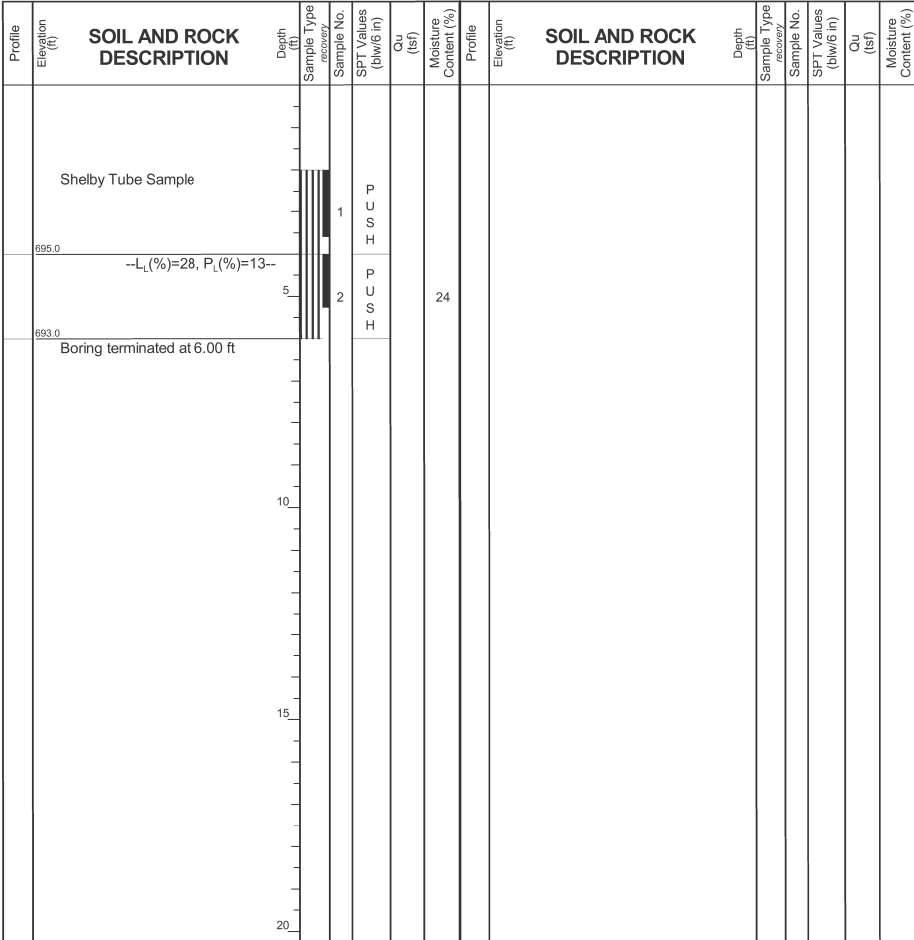 Profile
Elevation
(ft)
SOIL AND ROCK
DESCRIPTION
Depth
(ft)
Sample Type
recovery
Sample No.
SPT Values
(blw/6 in)
Qu
(tsf)
Moisture
Content (%)
Profile
Elevation
(ft)
SOIL AND ROCK
DESCRIPTION
Depth
(ft)
Sample Type
recovery
Sample No.
SPT Values
(blw/6 in)
Qu
(tsf)
Moisture
Content (%)
Shelby Tube Sample
1
P
U
S
H
695.0
--LL(%)=28, PL(%)=13--
5
2
P
U
S
H
24
693.0
Boring terminated at 6.00 ft
10
15
20